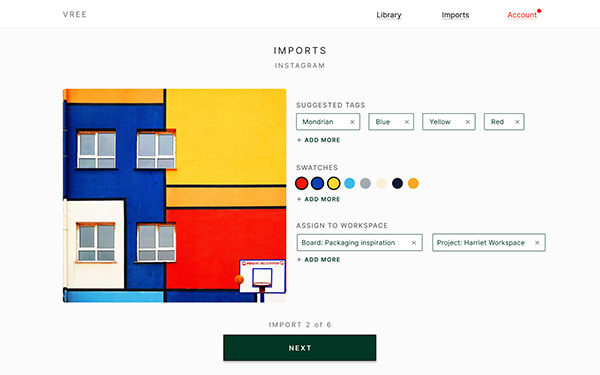 VREE
Library
Imports
Account
IMPORTS
INSTAGRAM
SUGGESTED TAGS
Mondrian ×
Blue ×
Yellow ×
Red ×
+ ADD MORE
SWATCHES
+ ADD MORE
ASSIGN TO WORKSPACE
Board: Packaging inspiration ×
Project: Harriet Workspace ×
+ ADD MORE
IMPORT 2 of 6
NEXT